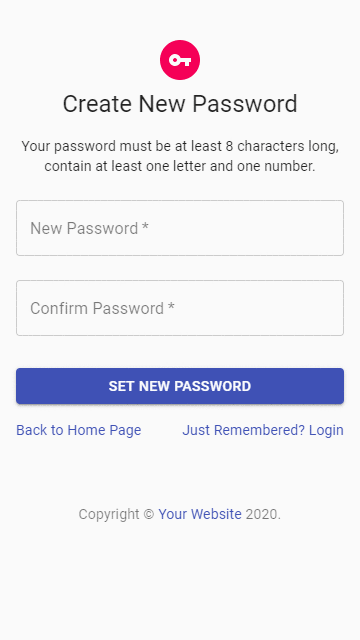 Create New Password
Your password must be at least 8 characters long,
contain at least one letter and one number.
New Password *
Confirm Password *
SET NEW PASSWORD
Back to Home Page
Just Remembered? Login
Copyright © Your Website 2020.